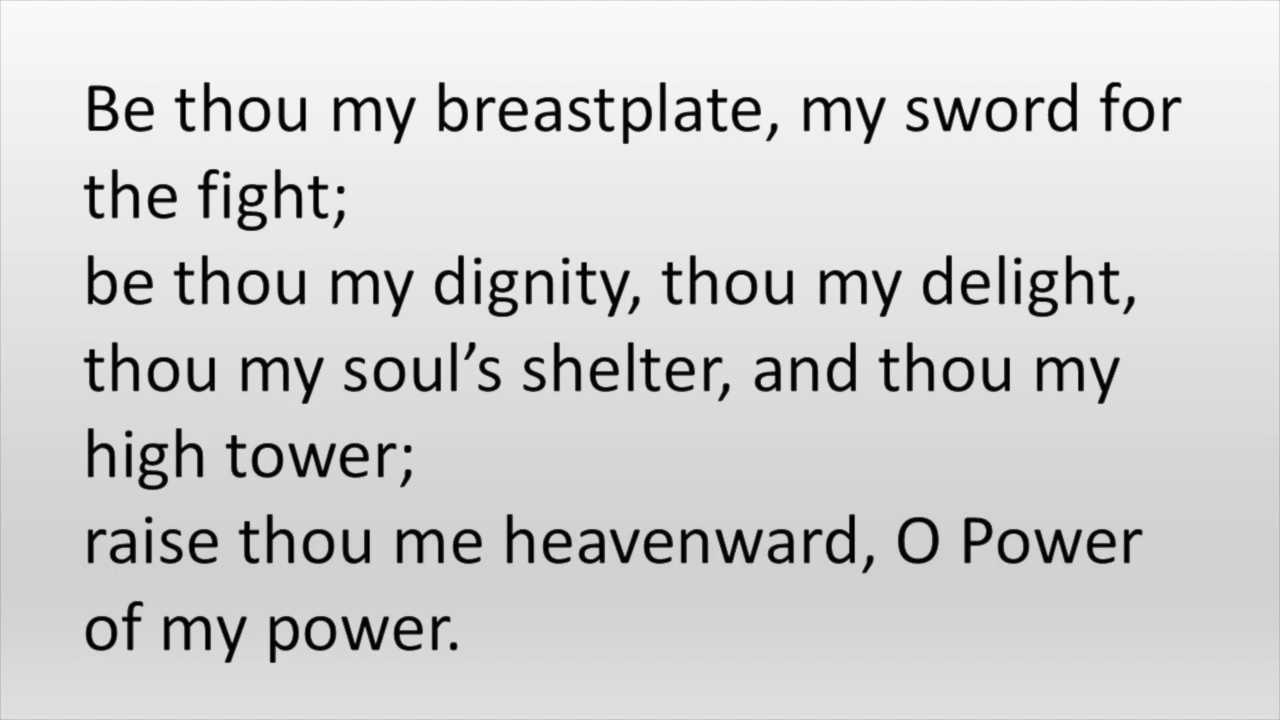 Be thou my breastplate, my sword for
the fight;
be thou my dignity, thou my delight,
thou my soul’s shelter, and thou my
high tower;
raise thou me heavenward, O Power
of my power.